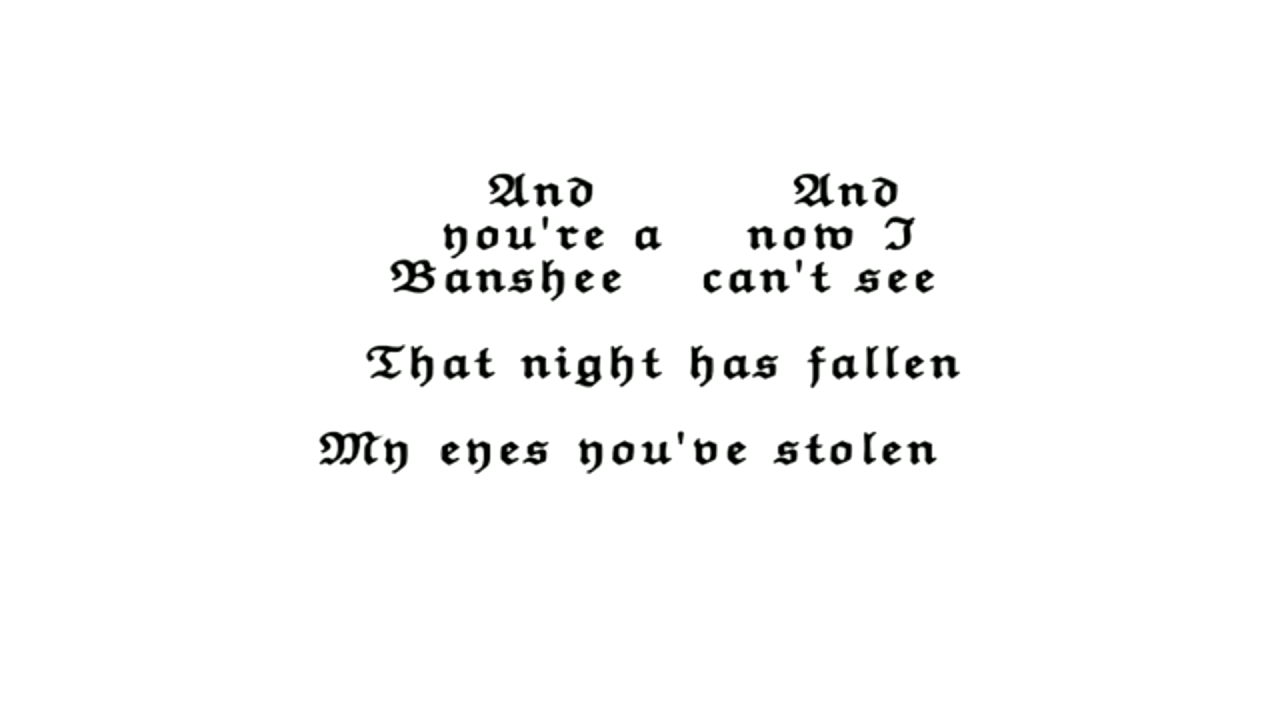 And
you're a
Banshee
And
now I
can't see
That night has fallen
My eyes you've stolen